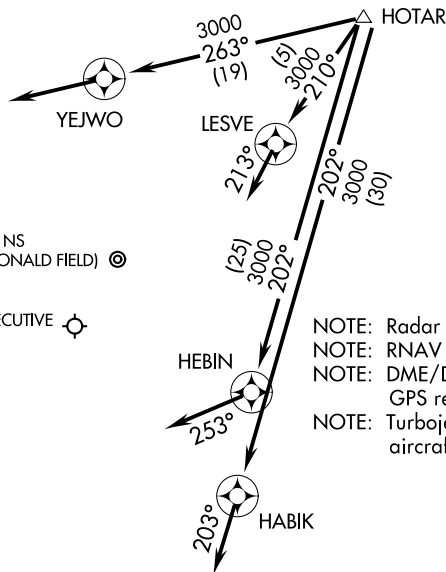 HOTAR
3000
263°
(19)
YEJWO
(5)
3000
210°
LESVE
213°
202°
3000
(30)
NS
ONALD FIELD)
(25)
3000
202°
ECUTIVE
NOTE: Radar
NOTE: RNAV
NOTE: DME/D
GPS re
NOTE: Turboje
aircraf
HEBIN
253°
HABIK
203°